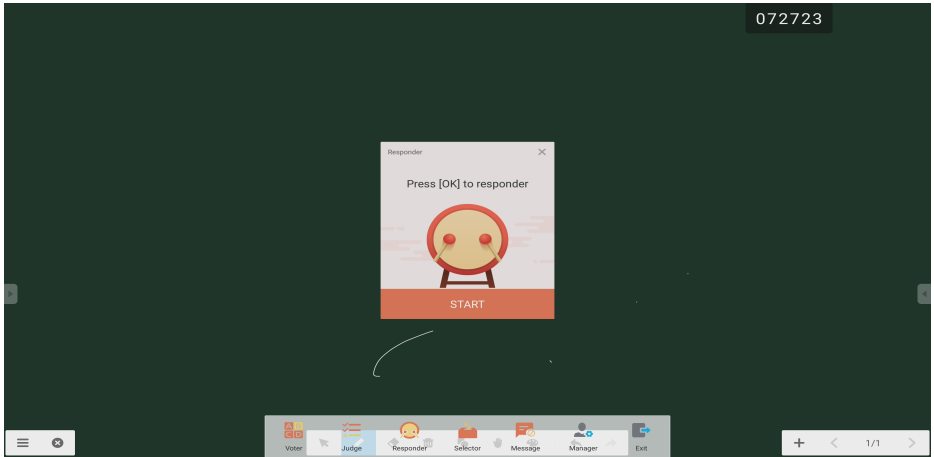 072723
Responder
Press [OK] to responder
START
A B
C D
Voter
Judge
Responder
Selector
Message
Manager
Exit
1/1